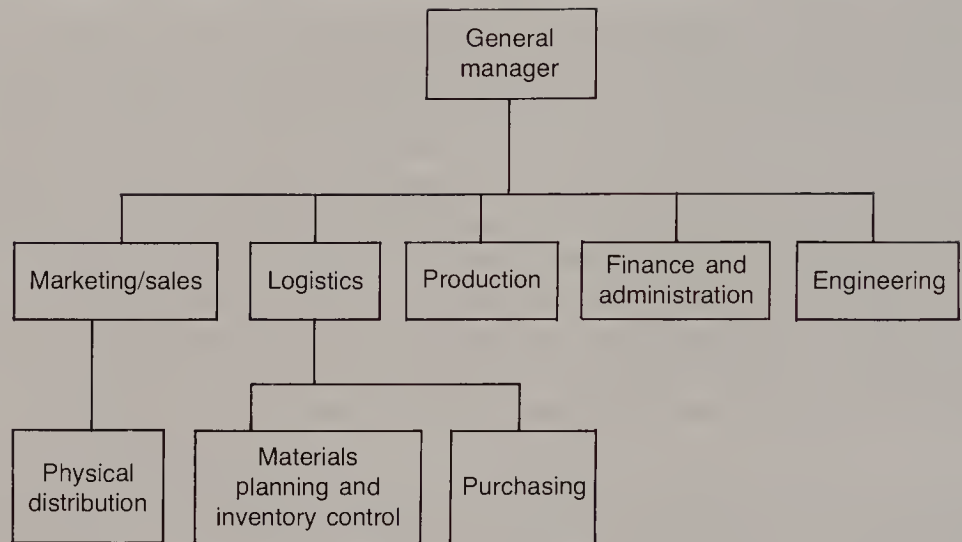 General
manager
Marketing/sales
Logistics
Production
Finance and
administration
Engineering
Physical
distribution
Materials
planning and
inventory control
Purchasing